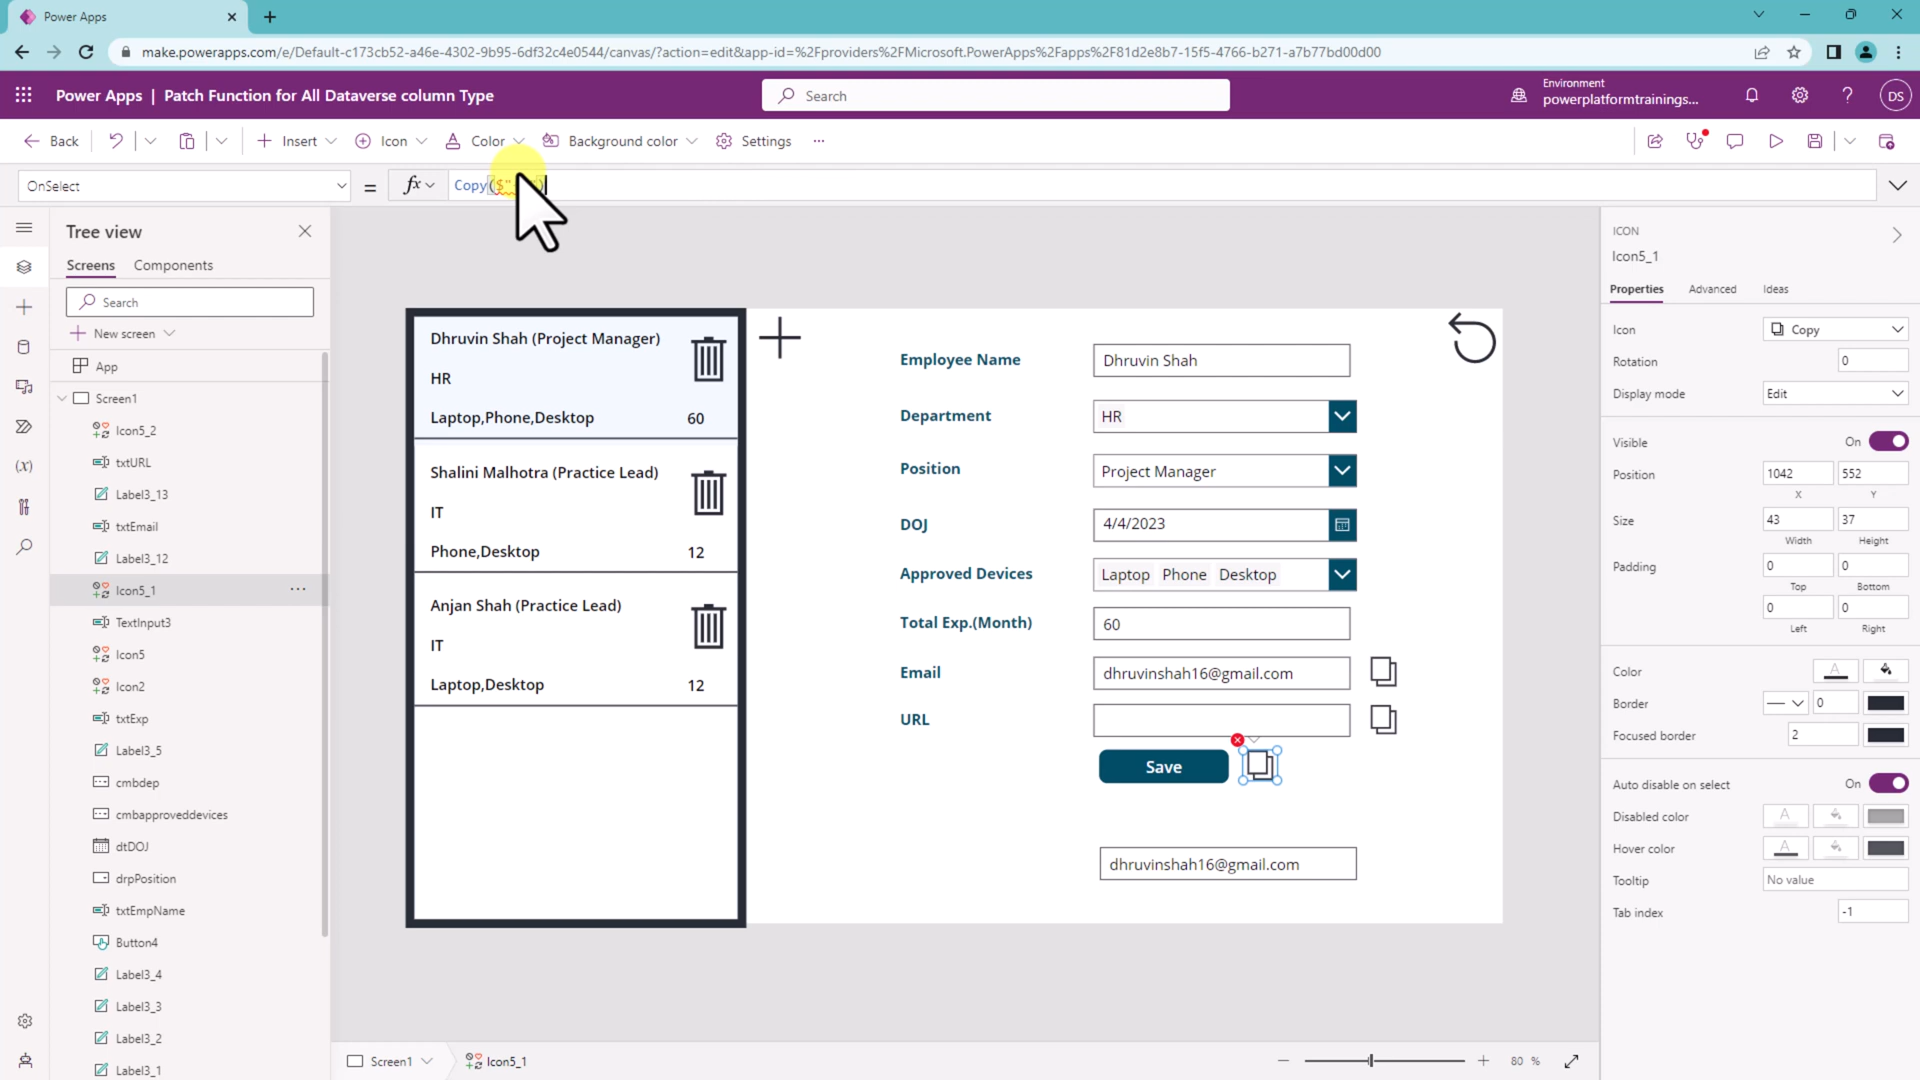 Power Apps
make.powerapps.com/e/Default-c173cb52-a46e-4302-9b95-6df32c4e0544/canvas/?action=edit&app-id=%2Fproviders%2FMicrosoft.PowerApps%2Fapps%2F81d2e8b7-15f5-4766-b271-a7b77bd00d00
Power Apps | Patch Function for All Dataverse column Type
Search
Environment
powerplatformtrainings...
DS
Back
Insert
Icon
Color
Background color
Settings
OnSelect
=
fx
Copy($"
Tree view
Screens
Components
Search
New screen
App
Screen1
Icon5_2
txtURL
Label3_13
txtEmail
Label3_12
Icon5_1
TextInput3
Icon5
Icon2
txtExp
Label3_5
cmbdep
cmbapproveddevices
dtDOJ
drpPosition
txtEmpName
Button4
Label3_4
Label3_3
Label3_2
Label3_1
Dhruvin Shah (Project Manager)
HR
Laptop,Phone,Desktop 60
Shalini Malhotra (Practice Lead)
IT
Phone,Desktop 12
Anjan Shah (Practice Lead)
IT
Laptop,Desktop 12
Employee Name Dhruvin Shah
Department HR
Position Project Manager
DOJ 4/4/2023
Approved Devices Laptop Phone Desktop
Total Exp.(Month) 60
Email dhruvinshah16@gmail.com
URL
Save
dhruvinshah16@gmail.com
Screen1
Icon5_1
80 %
ICON
Icon5_1
Properties
Advanced
Ideas
Icon Copy
Rotation 0
Display mode Edit
Visible On
Position 1042 552
X Y
Size 43 37
Width Height
Padding 0 0
Top Bottom
0 0
Left Right
Color
Border 0
Focused border 2
Auto disable on select On
Disabled color
Hover color
Tooltip No value
Tab index -1